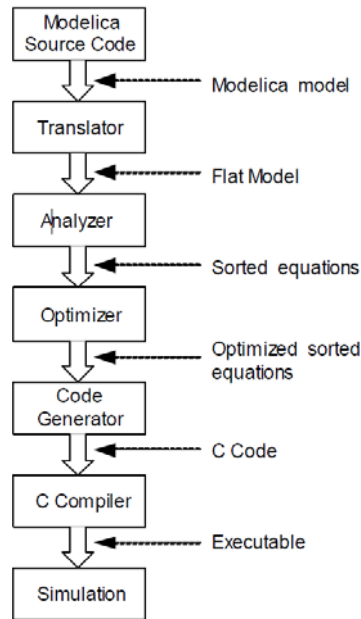 Modelica
Source Code
Modelica model
Translator
Flat Model
Analyzer
Sorted equations
Optimizer
Optimized sorted
equations
Code
Generator
C Code
C Compiler
Executable
Simulation